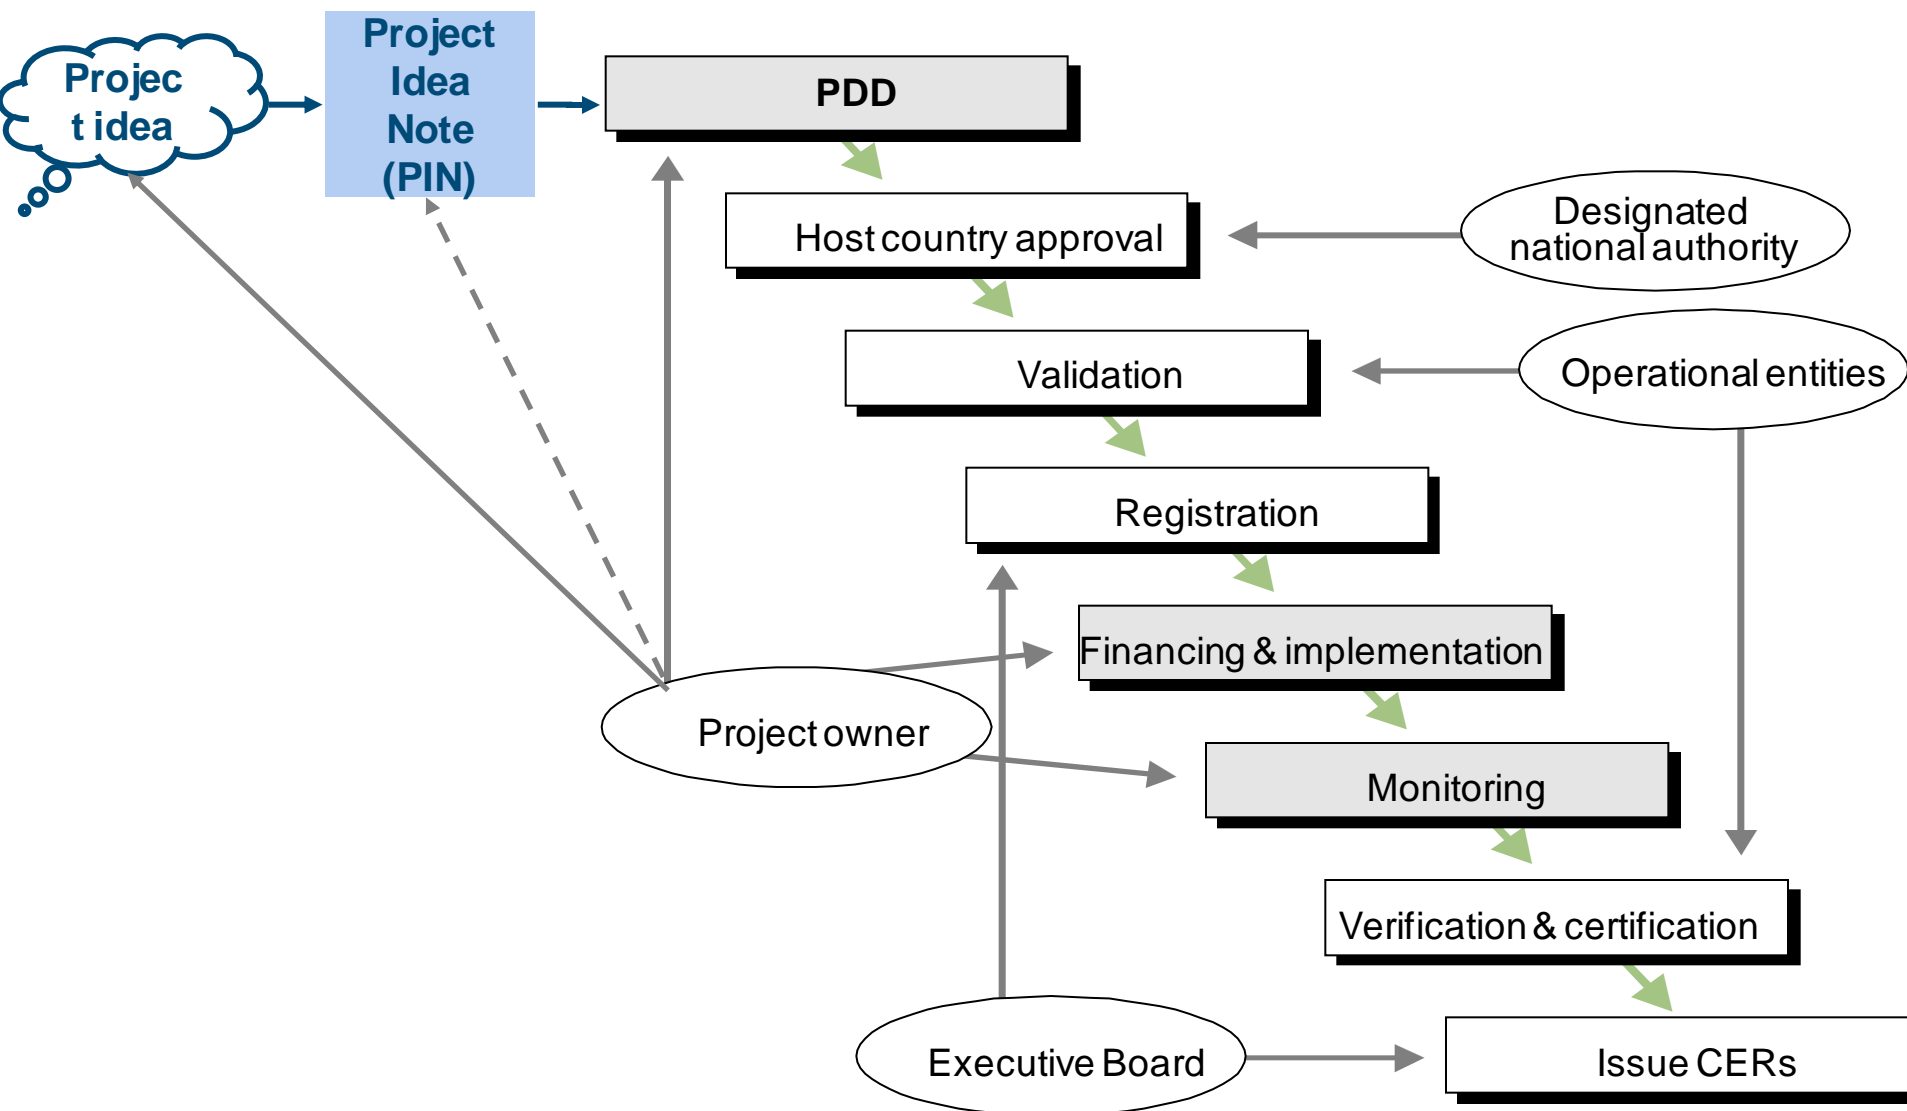 Projec
t idea
Project
Idea
Note
(PIN)
PDD
Host country approval
Designated
national authority
Validation
Operational entities
Registration
Financing & implementation
Project owner
Monitoring
Verification & certification
Executive Board
Issue CERs